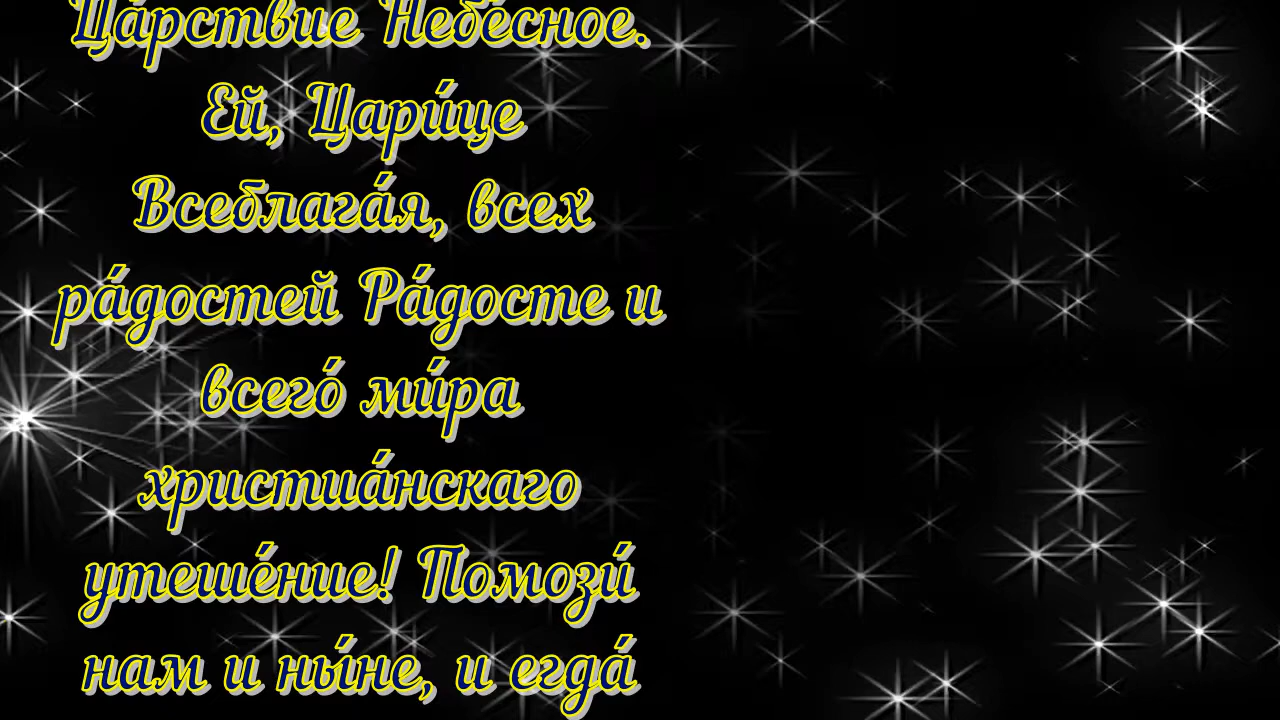 Ца́рствие Небе́сное.
Ей, Цари́це
Всеблага́я, всех
ра́достей Ра́досте и
всего́ ми́ра
христиа́нскаго
утеше́ние! Помози́
нам и ны́не, и егда́